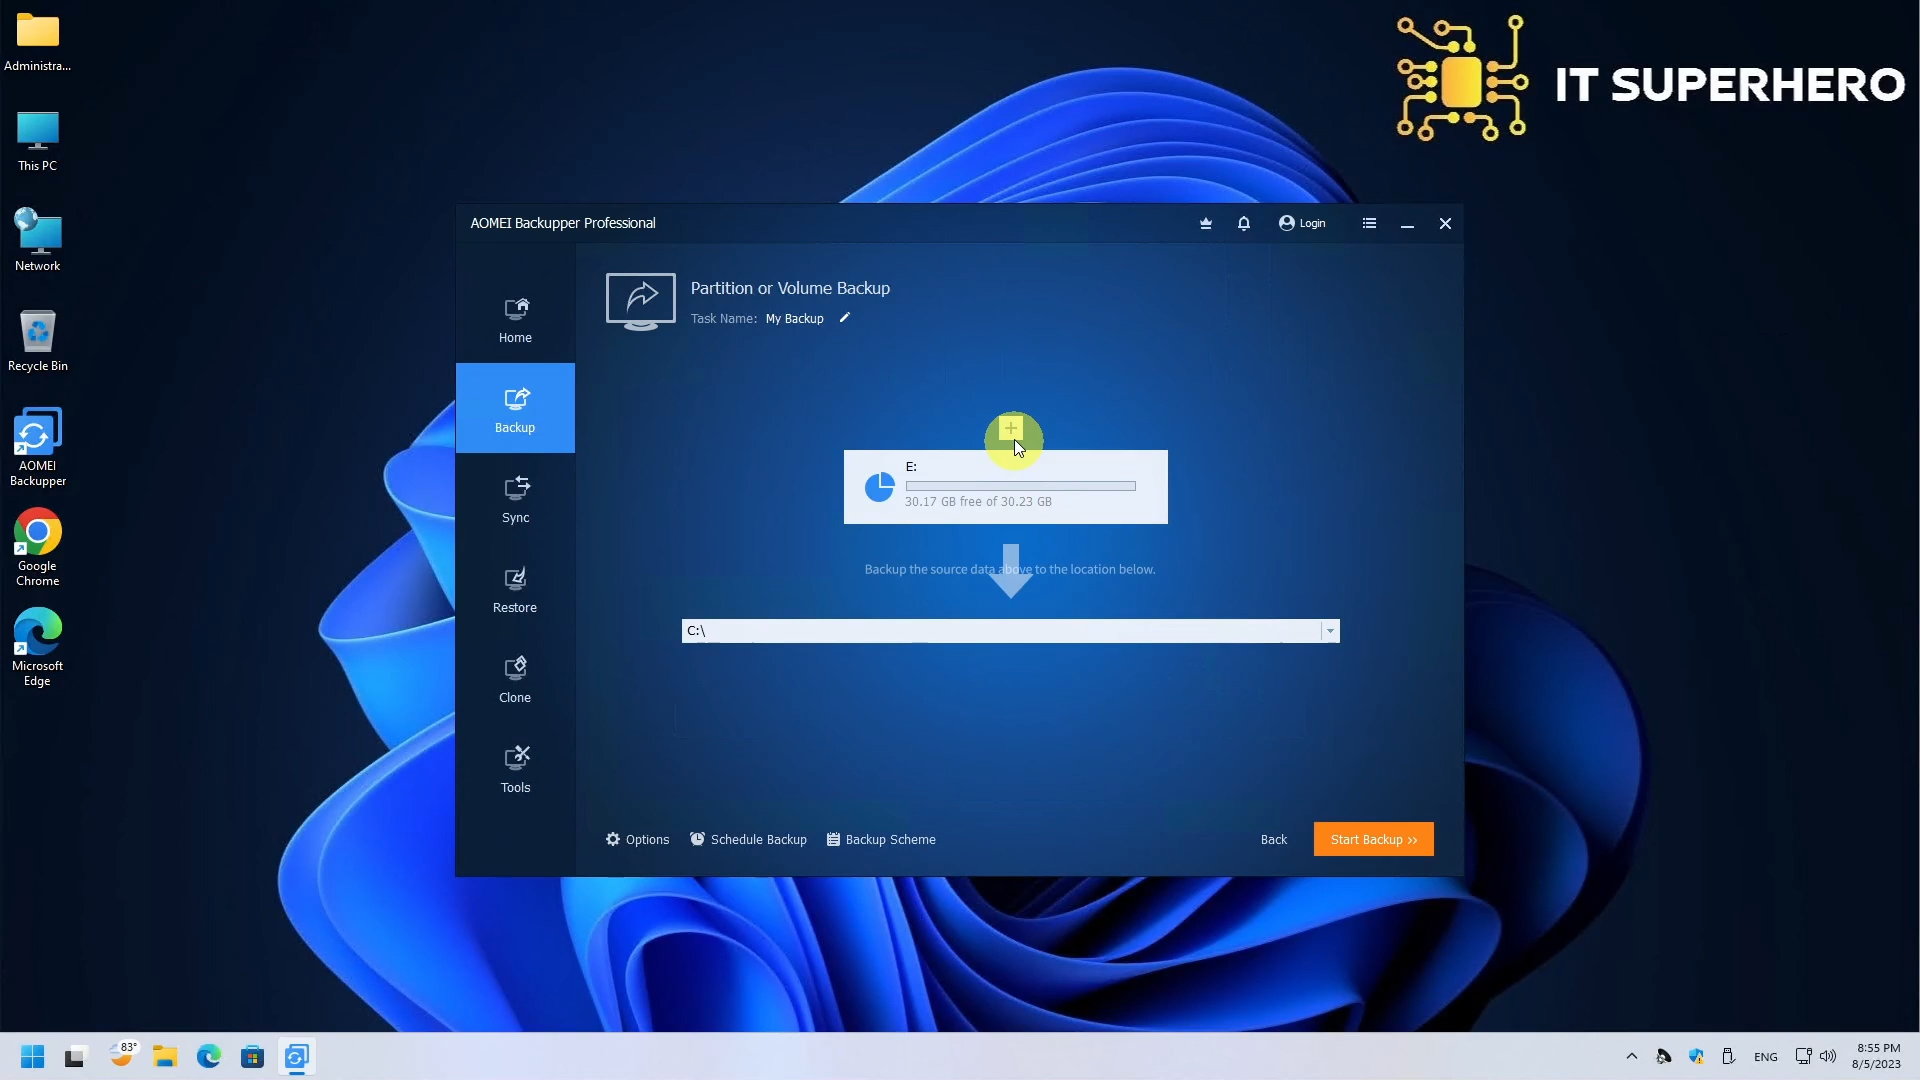 Administra...
This PC
Network
Recycle Bin
AOMEI
Backupper
Google
Chrome
Microsoft
Edge
IT SUPERHERO
AOMEI Backupper Professional
Login
Home
Backup
Sync
Restore
Clone
Tools
Partition or Volume Backup
Task Name: My Backup
E:
30.17 GB free of 30.23 GB
Backup the source data above to the location below.
C:\
Options
Schedule Backup
Backup Scheme
Back
Start Backup >>
83°
ENG
8:55 PM
8/5/2023